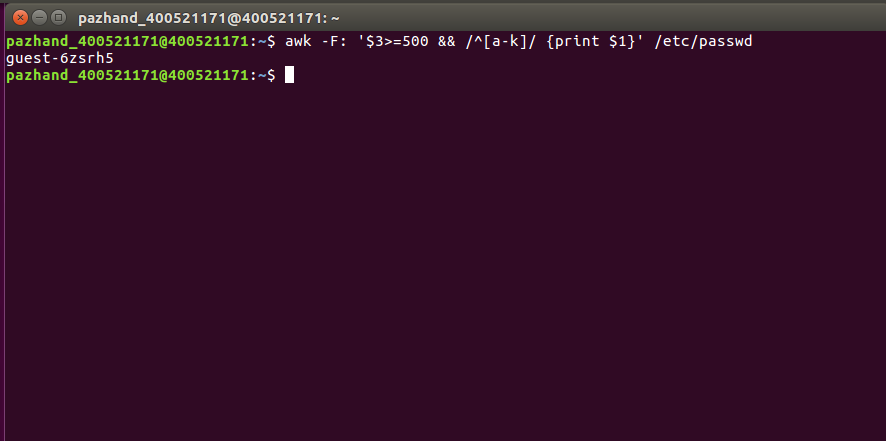 pazhand_400521171@400521171: ~
pazhand_400521171@400521171:~$ awk -F: '$3>=500 && /^[a-k]/ {print $1}' /etc/passwd
guest-6zsrh5
pazhand_400521171@400521171:~$